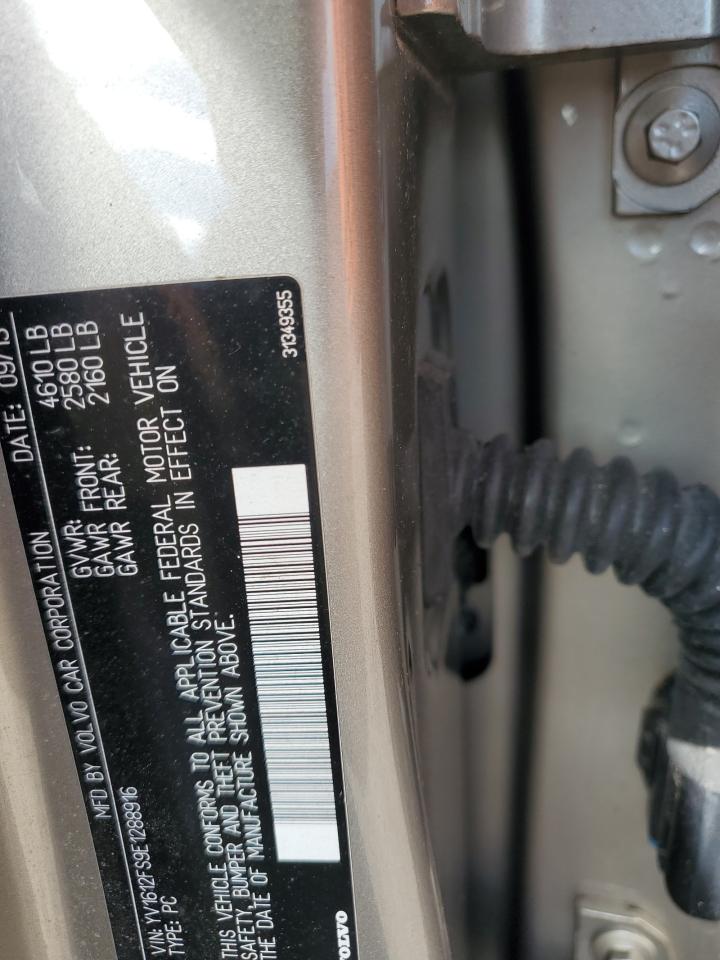 MFD BY VOLVO CAR CORPORATION DATE: 09/13
GVWR: 4610 LB
GAWR FRONT: 2580 LB
GAWR REAR: 2160 LB
VIN: YV1612FS9E1288916
TYPE: PC
THIS VEHICLE CONFORMS TO ALL APPLICABLE FEDERAL MOTOR VEHICLE
SAFETY, BUMPER AND THEFT PREVENTION STANDARDS IN EFFECT ON
THE DATE OF MANUFACTURE SHOWN ABOVE.
VOLVO 31349355